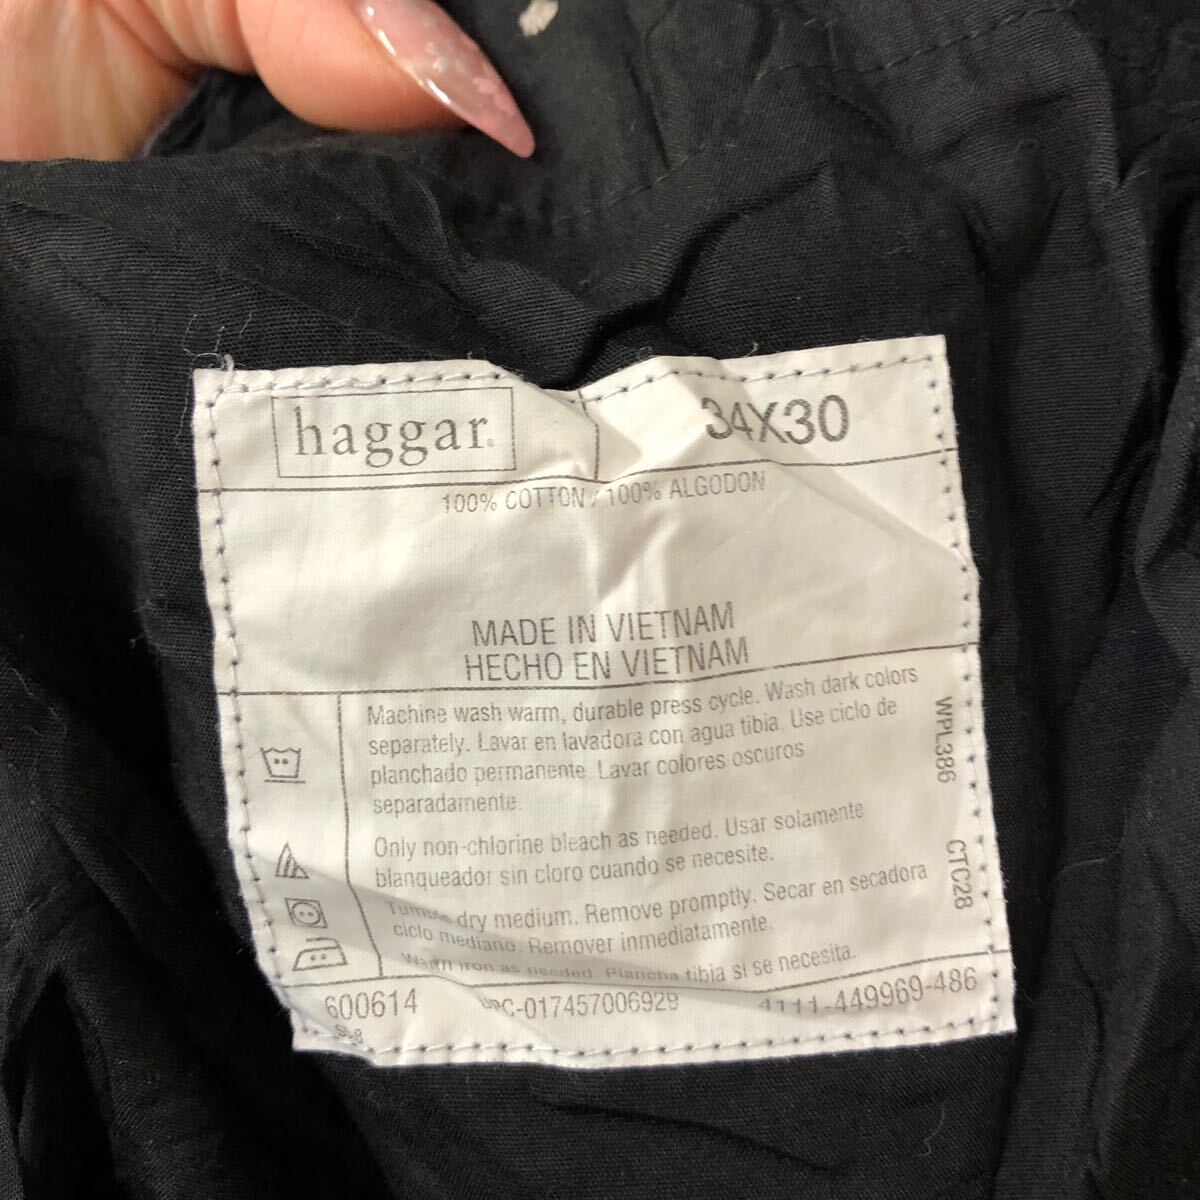 haggar®
34X30
100% COTTON / 100% ALGODON
MADE IN VIETNAM
HECHO EN VIETNAM
Machine wash warm, durable press cycle. Wash dark colors
separately. Lavar en lavadora con agua tibia. Use ciclo de
planchado permanente. Lavar colores oscuros
separadamente.
Only non-chlorine bleach as needed. Usar solamente
blanqueador sin cloro cuando se necesite.
Tumble dry medium. Remove promptly. Secar en secadora
ciclo mediano. Remover inmediatamente.
Warm iron as needed. Plancha tibia si se necesita.
WPL386
CTC28
600614
UPC-017457006929
4111-449969-486